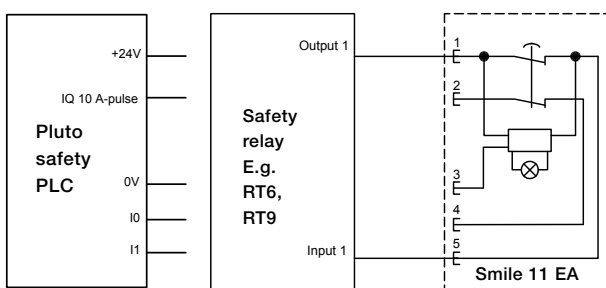 +24V
IQ 10 A-pulse
Pluto
safety
PLC
0V
I0
I1
Output 1
Safety
relay
E.g.
RT6,
RT9
Input 1
1
2
3
4
5
Smile 11 EA